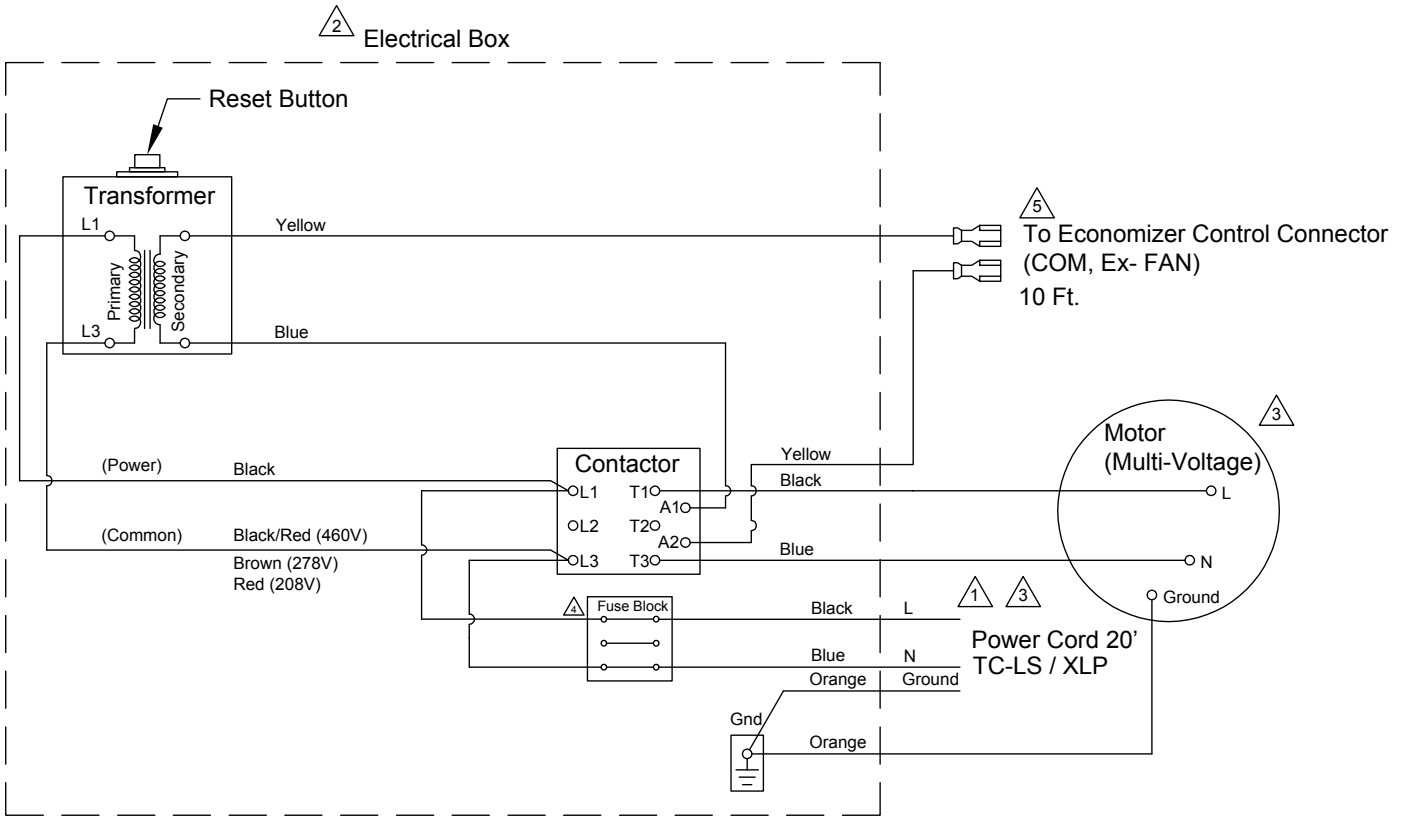 2
Electrical Box
Reset Button
Transformer
L1
Primary
Secondary
L3
Yellow
Blue
5
To Economizer Control Connector
(COM, Ex- FAN)
10 Ft.
3
Motor
(Multi-Voltage)
L
N
Ground
(Power) Black
(Common) Black/Red (460V)
Brown (278V)
Red (208V)
Contactor
L1 T1
A1
L2 T2
A2
L3 T3
Yellow
Black
Blue
4
Fuse Block
Black L
Blue N
Orange Ground
1 3
Power Cord 20’
TC-LS / XLP
Gnd
Orange